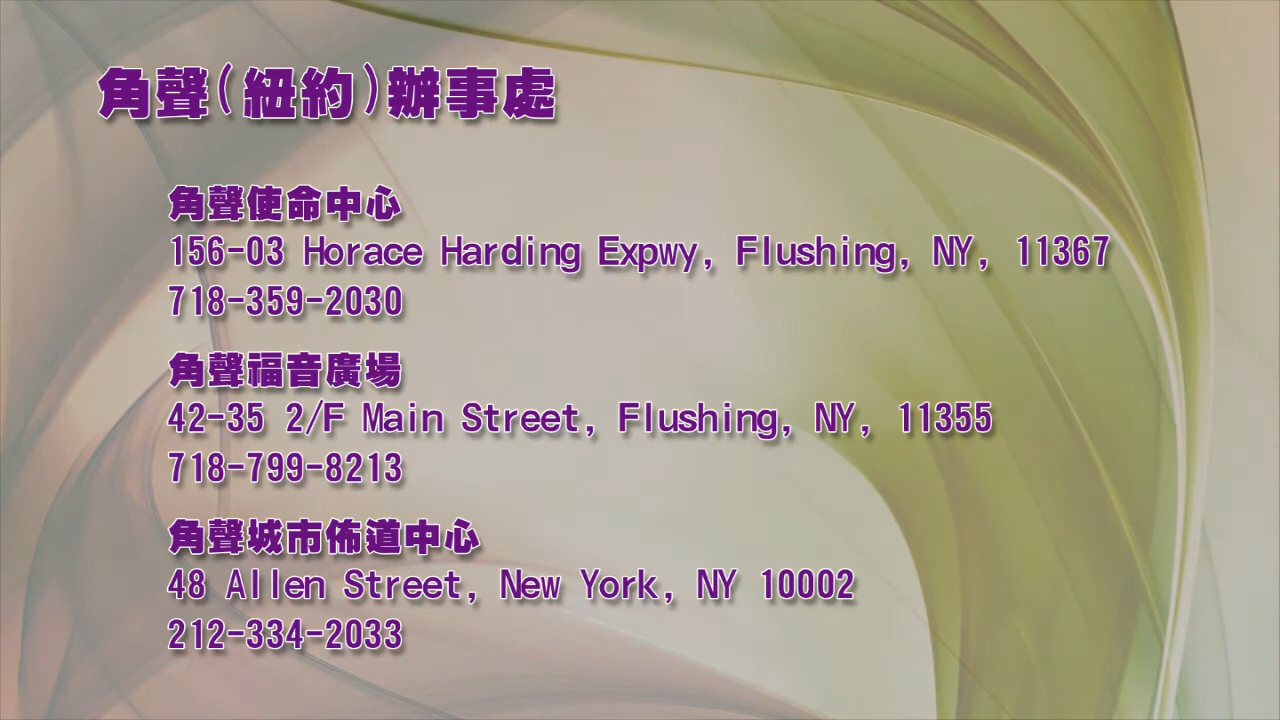 角聲(紐約)辦事處
角聲使命中心
156-03 Horace Harding Expwy, Flushing, NY, 11367
718-359-2030
角聲福音廣場
42-35 2/F Main Street, Flushing, NY, 11355
718-799-8213
角聲城市佈道中心
48 Allen Street, New York, NY 10002
212-334-2033